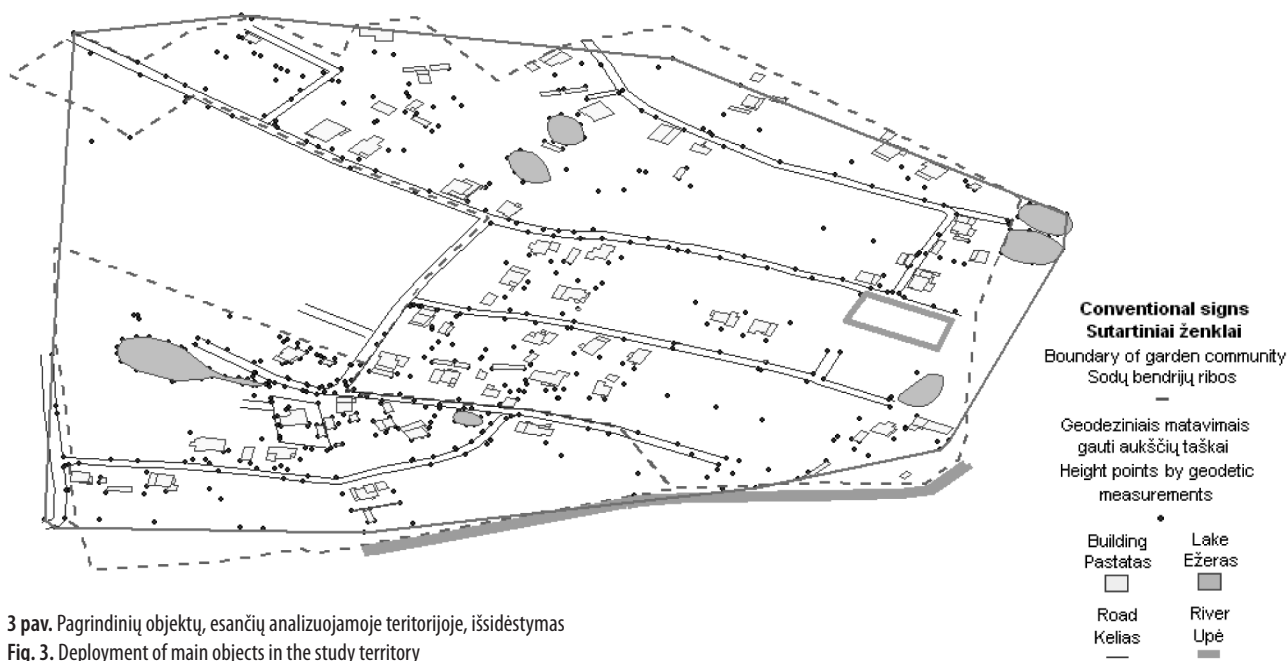 Conventional signs
Sutartiniai ženklai
Boundary of garden community
Sodų bendrijų ribos
Geodeziniais matavimais
gauti aukščių taškai
Height points by geodetic
measurements
Building Lake
Pastatas Ežeras
Road River
Kelias Upė
3 pav. Pagrindinių objektų, esančių analizuojamoje teritorijoje, išsidėstymas
Fig. 3. Deployment of main objects in the study territory